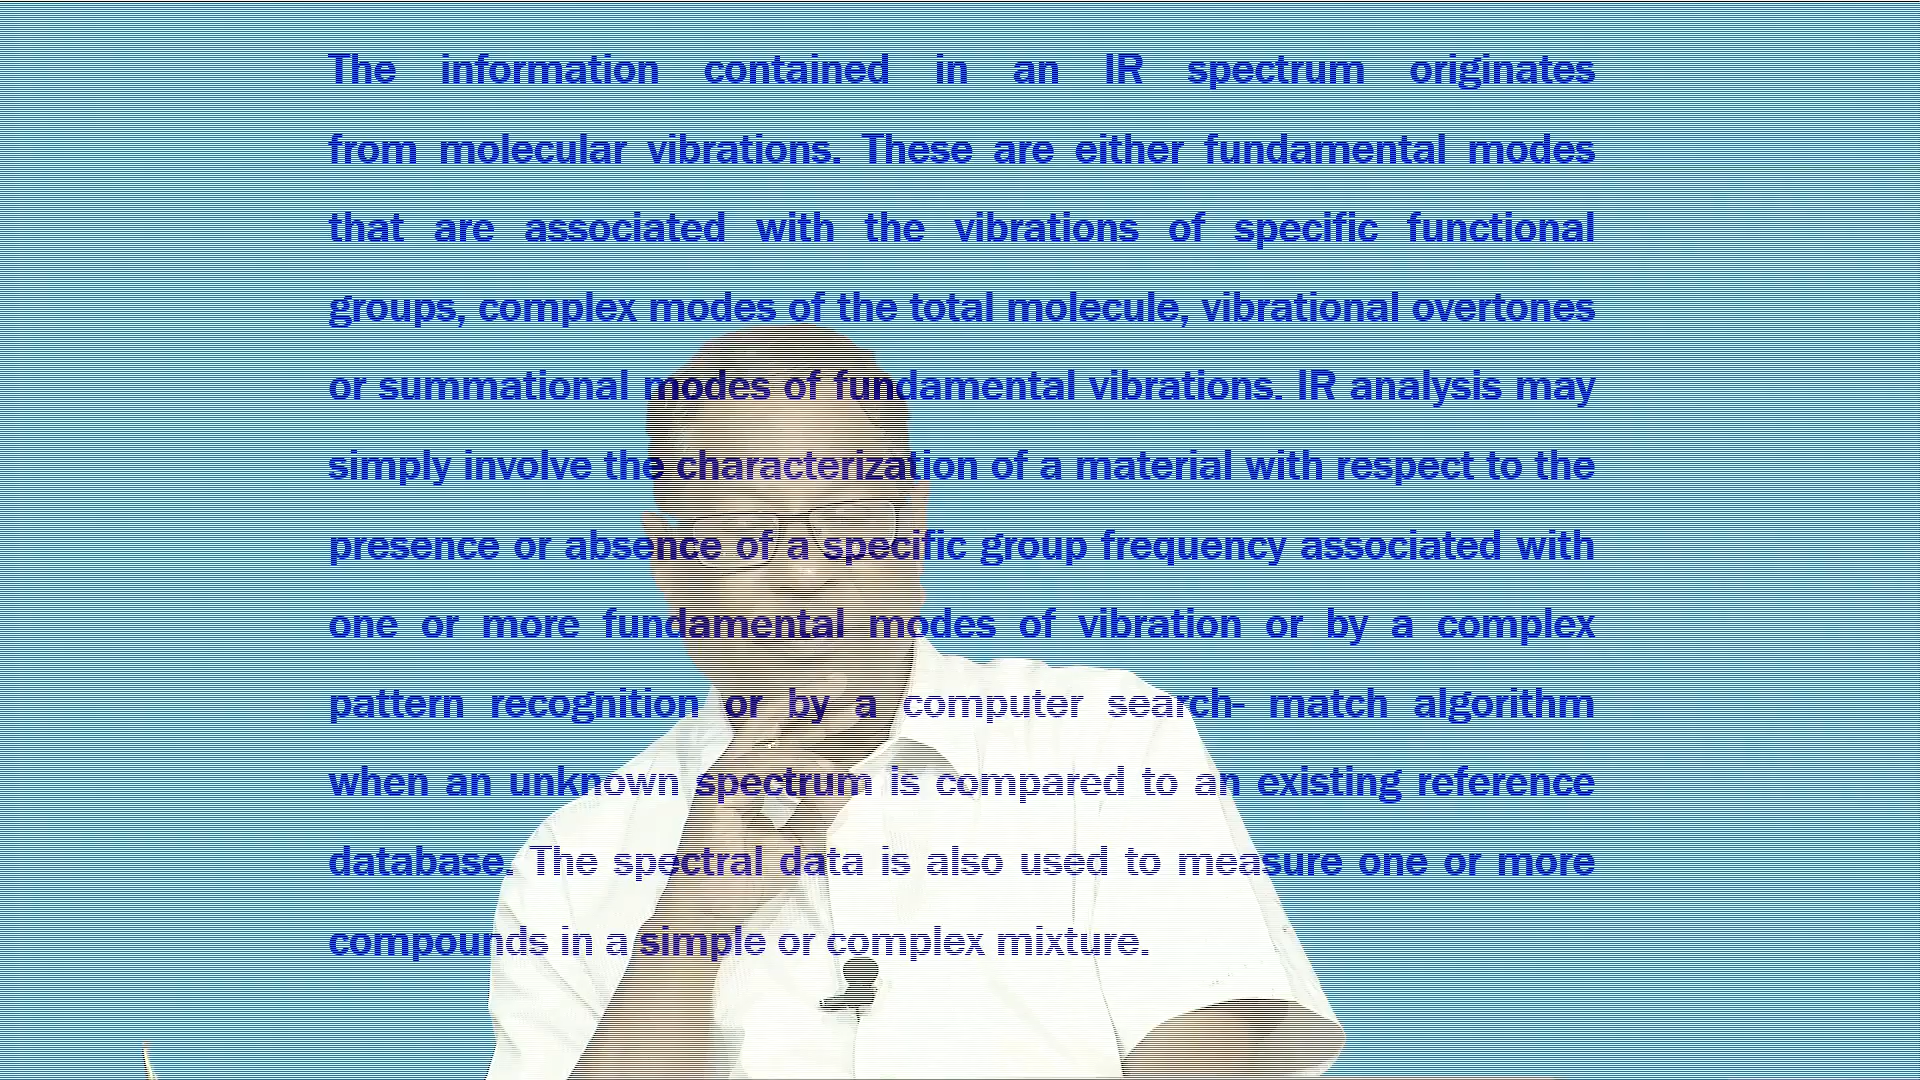 The information contained in an IR spectrum originates
from molecular vibrations. These are either fundamental modes
that are associated with the vibrations of specific functional
groups, complex modes of the total molecule, vibrational overtones
or summational modes of fundamental vibrations. IR analysis may
simply involve the characterization of a material with respect to the
presence or absence of a specific group frequency associated with
one or more fundamental modes of vibration or by a complex
pattern recognition or by a computer search- match algorithm
when an unknown spectrum is compared to an existing reference
database. The spectral data is also used to measure one or more
compounds in a simple or complex mixture.